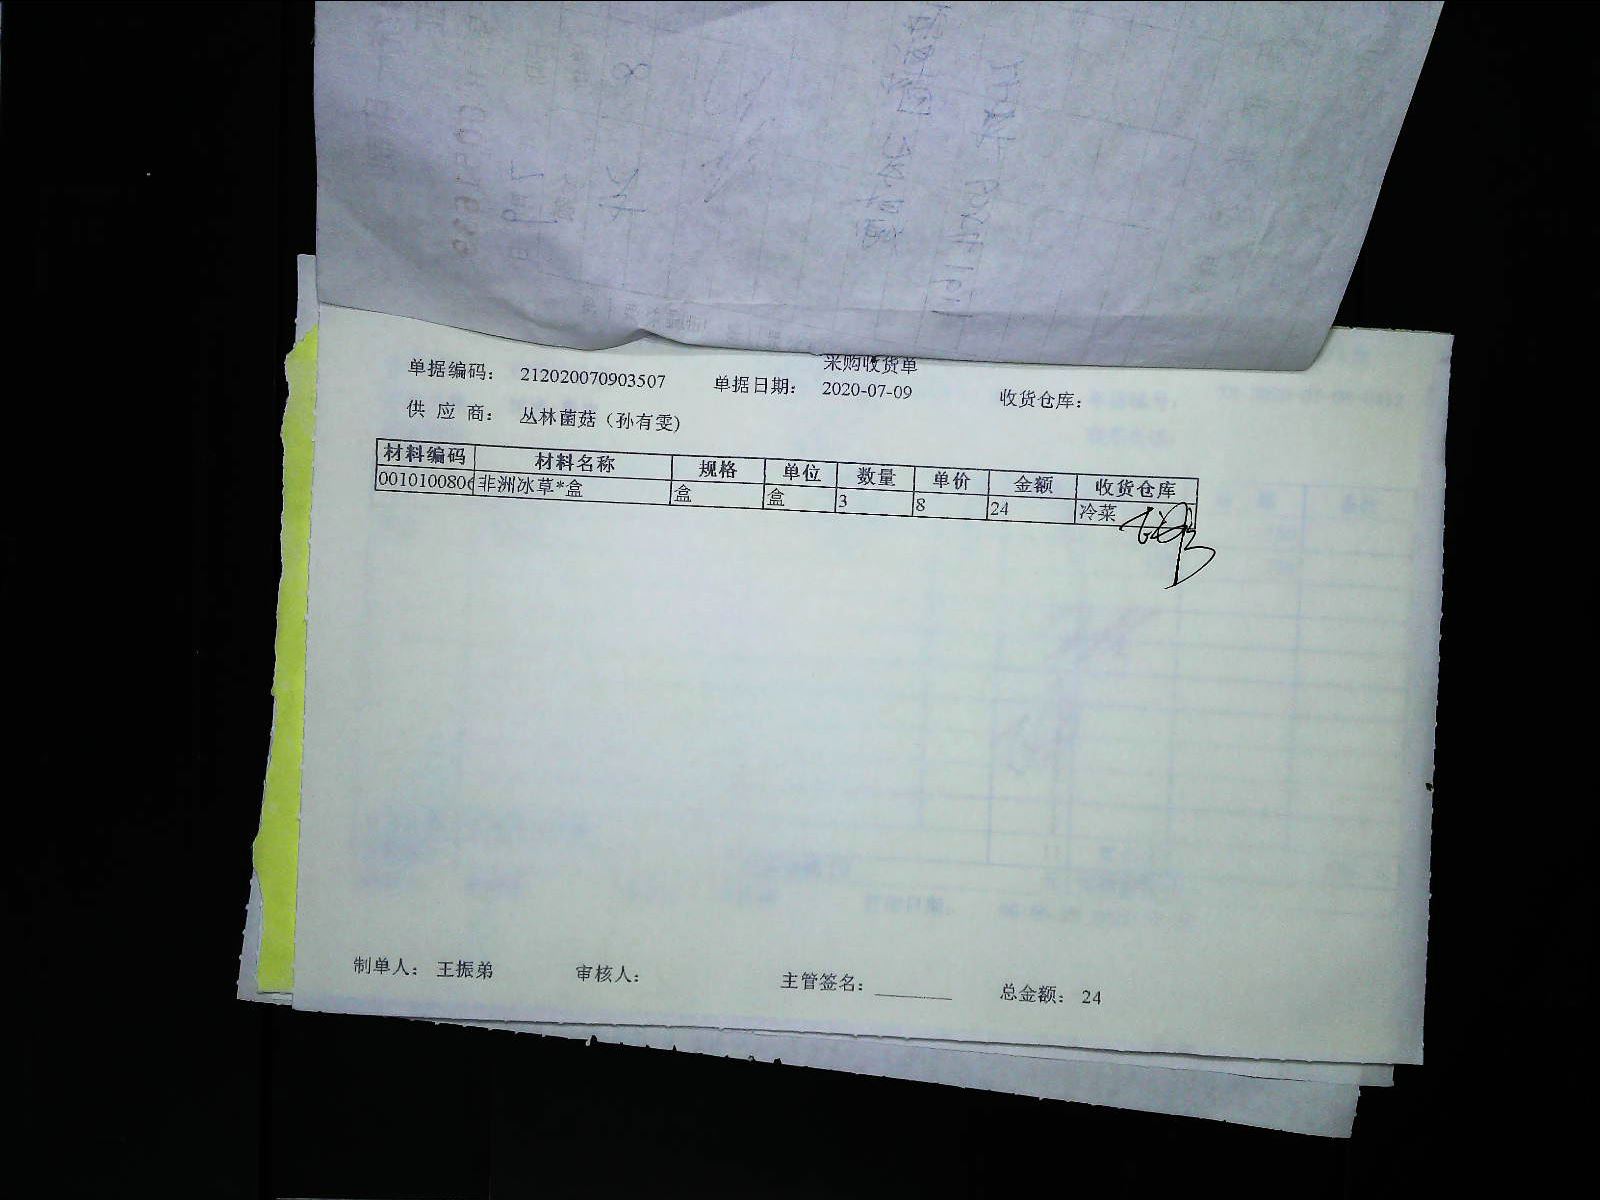 采购收货单
单据编码： 212020070903507 单据日期： 2020-07-09 收货仓库：
供 应 商： 丛林菌菇（孙有雯）
材料编码 材料名称 规格 单位 数量 单价 金额 收货仓库
0010100806 非洲冰草*盒 盒 盒 3 8 24 冷菜
制单人： 王振弟 审核人： 主管签名： ________ 总金额： 24